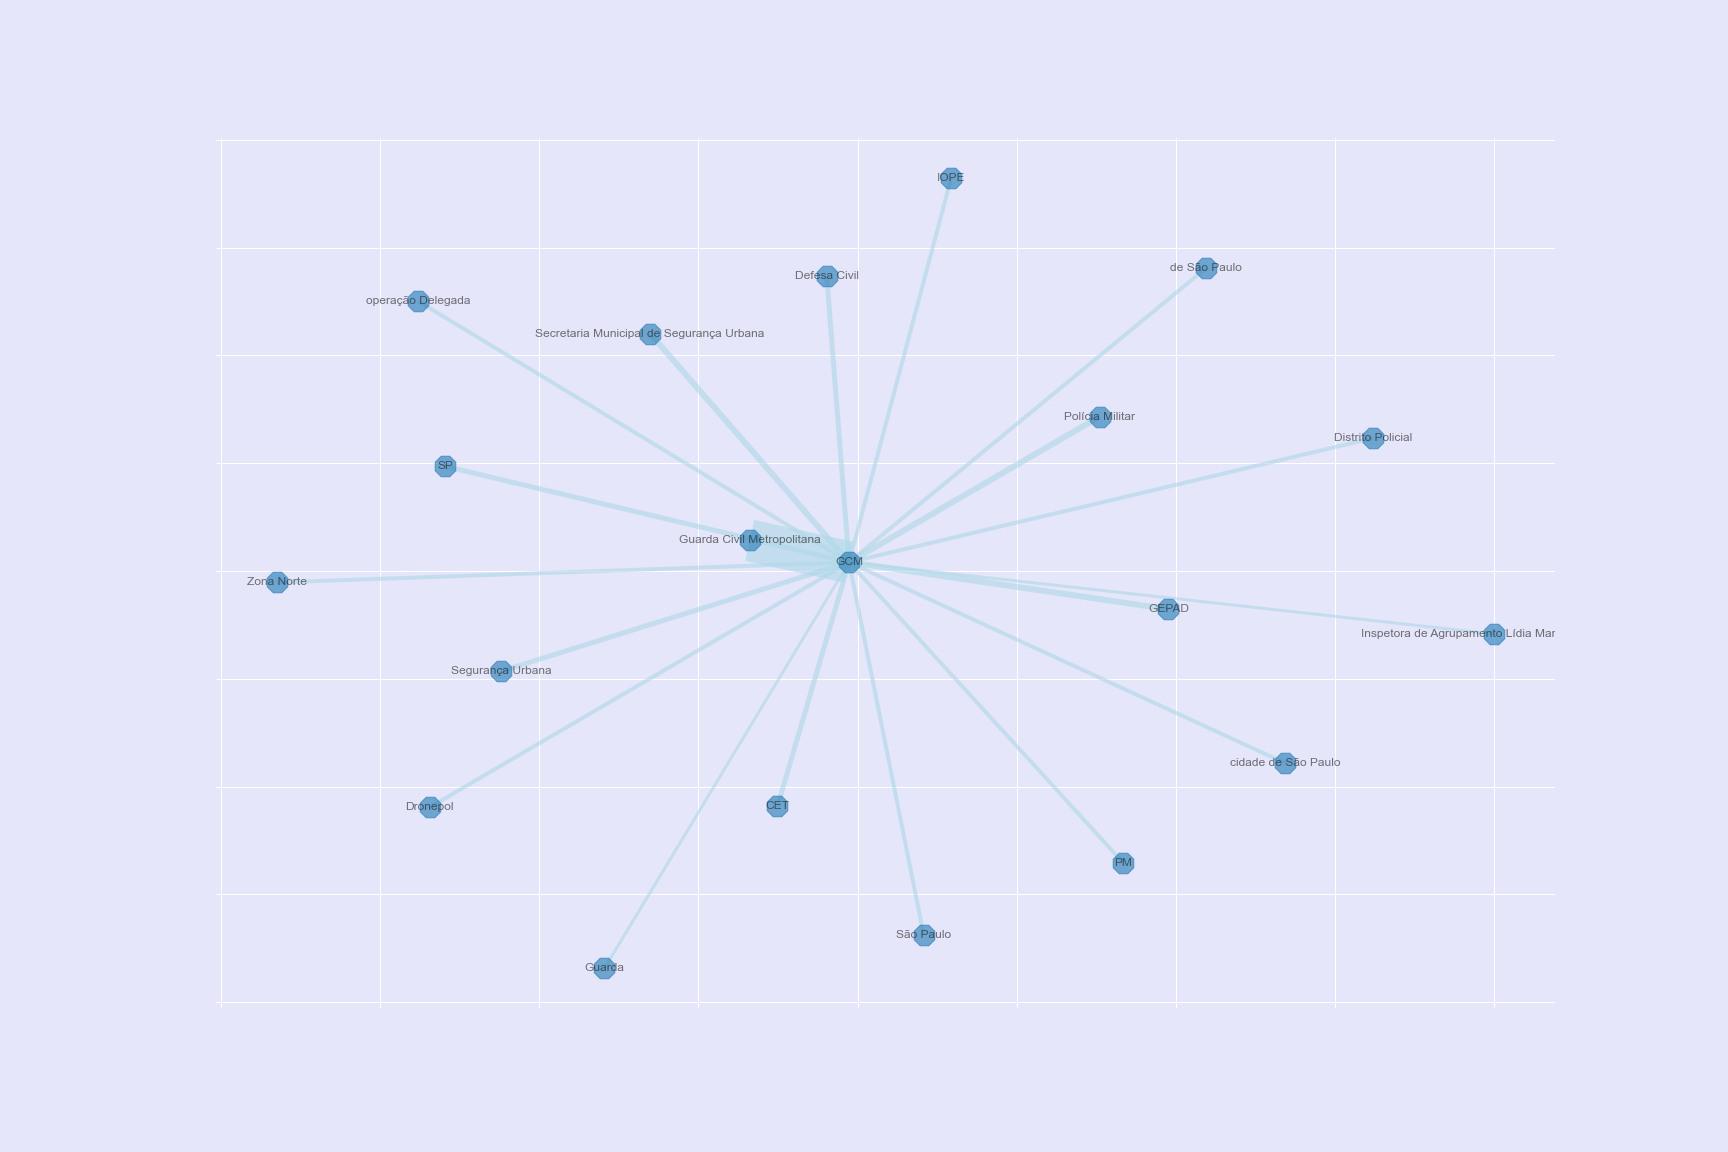 IOPE
de São Paulo
Defesa Civil
operação Delegada
Secretaria Municipal de Segurança Urbana
Polícia Militar
Distrito Policial
SP
Guarda Civil Metropolitana
GCM
Zona Norte
GEPAD
Inspetora de Agrupamento Lídia Mar
Segurança Urbana
cidade de São Paulo
Dronepol
CET
PM
São Paulo
Guarda